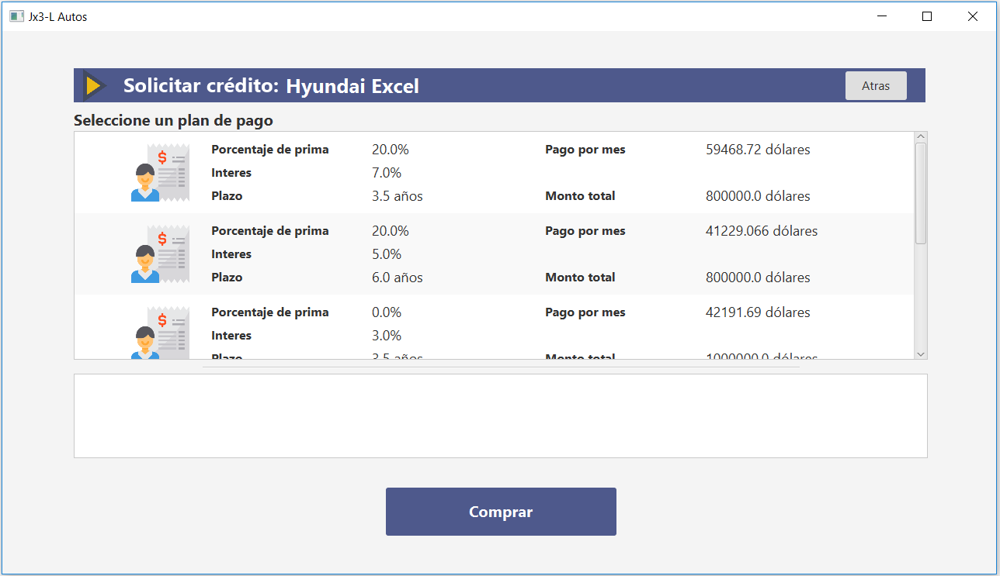 Jx3-L Autos
Solicitar crédito: Hyundai Excel
Atras
Seleccione un plan de pago
$
Porcentaje de prima 20.0% Pago por mes 59468.72 dólares
Interes 7.0%
Plazo 3.5 años Monto total 800000.0 dólares
$
Porcentaje de prima 20.0% Pago por mes 41229.066 dólares
Interes 5.0%
Plazo 6.0 años Monto total 800000.0 dólares
$
Porcentaje de prima 0.0% Pago por mes 42191.69 dólares
Interes 3.0%
Plazo 3.5 años Monto total 1000000.0 dólares
Comprar